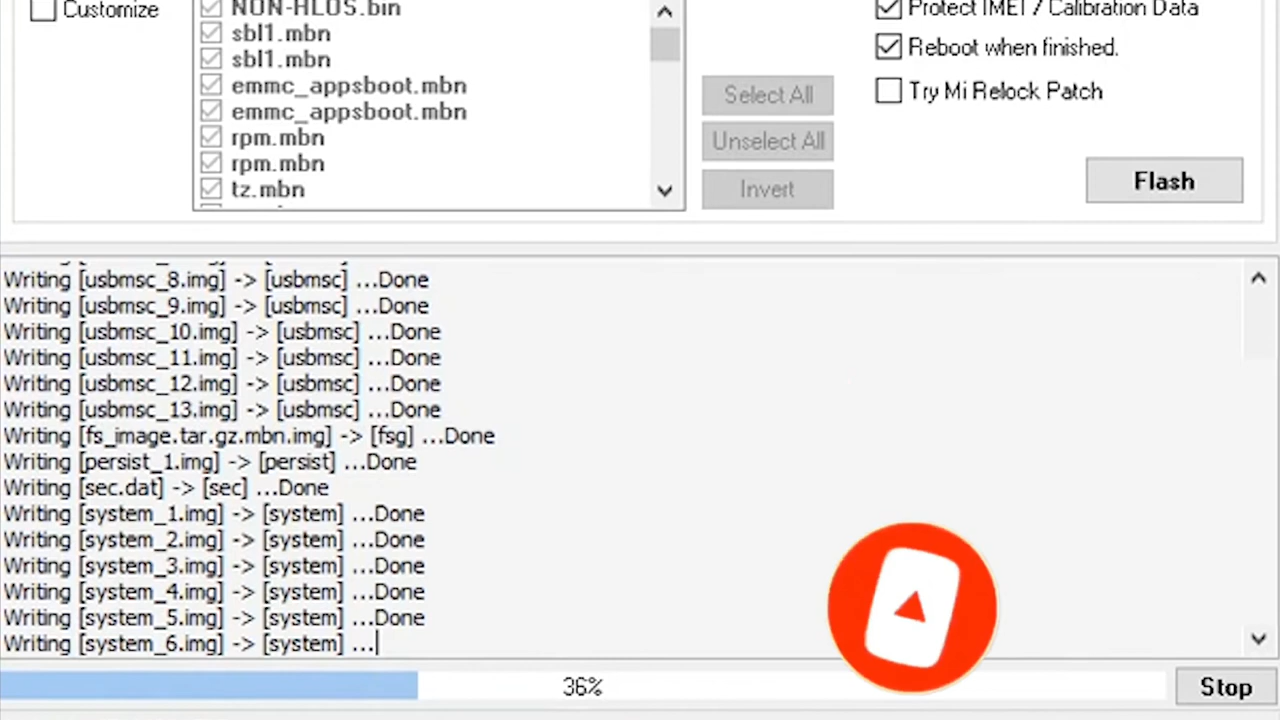 Customize
NON-HLOS.bin
sbl1.mbn
sbl1.mbn
emmc_appsboot.mbn
emmc_appsboot.mbn
rpm.mbn
rpm.mbn
tz.mbn
Select All
Unselect All
Invert
Protect IMEI / Calibration Data
Reboot when finished.
Try Mi Relock Patch
Flash
Writing [usbmsc_8.img] -> [usbmsc] ...Done
Writing [usbmsc_9.img] -> [usbmsc] ...Done
Writing [usbmsc_10.img] -> [usbmsc] ...Done
Writing [usbmsc_11.img] -> [usbmsc] ...Done
Writing [usbmsc_12.img] -> [usbmsc] ...Done
Writing [usbmsc_13.img] -> [usbmsc] ...Done
Writing [fs_image.tar.gz.mbn.img] -> [fsg] ...Done
Writing [persist_1.img] -> [persist] ...Done
Writing [sec.dat] -> [sec] ...Done
Writing [system_1.img] -> [system] ...Done
Writing [system_2.img] -> [system] ...Done
Writing [system_3.img] -> [system] ...Done
Writing [system_4.img] -> [system] ...Done
Writing [system_5.img] -> [system] ...Done
Writing [system_6.img] -> [system] ...
36%
Stop